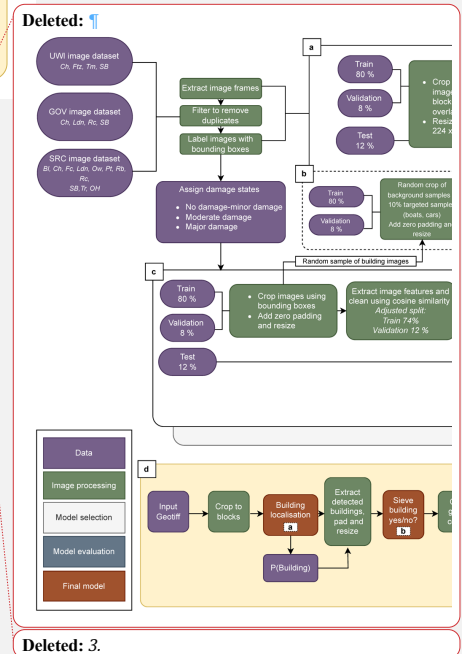 Deleted: ¶
UWI image dataset
Ch, Ftz, Tm, SB
GOV image dataset
Ch, Ldn, Rc, SB
SRC image dataset
Bl, Ch, Fc, Ldn, Ow, Pt, Rb,
Rc,
SB,Tr, OH
Extract image frames
Filter to remove
duplicates
Label images with
bounding boxes
Assign damage states
• No damage-minor damage
• Moderate damage
• Major damage
a
Train
80 %
Validation
8 %
Test
12 %
• Crop
imag
block
overla
• Resiz
224 x
b
Train
80 %
Validation
8 %
Random crop of
background samples
10% targeted sample
(boats, cars)
Add zero padding and
resize
Random sample of building images
c
Train
80 %
Validation
8 %
Test
12 %
• Crop images using
bounding boxes
• Add zero padding
and resize
Extract image features and
clean using cosine similarity
Adjusted split:
Train 74%
Validation 12 %
Data
Image processing
Model selection
Model evaluation
Final model
d
Input
Geotiff
Crop to
blocks
Building
localisation
a
P(Building)
Extract
detected
buildings,
pad and
resize
Sieve
building
yes/no?
b
Deleted: 3.